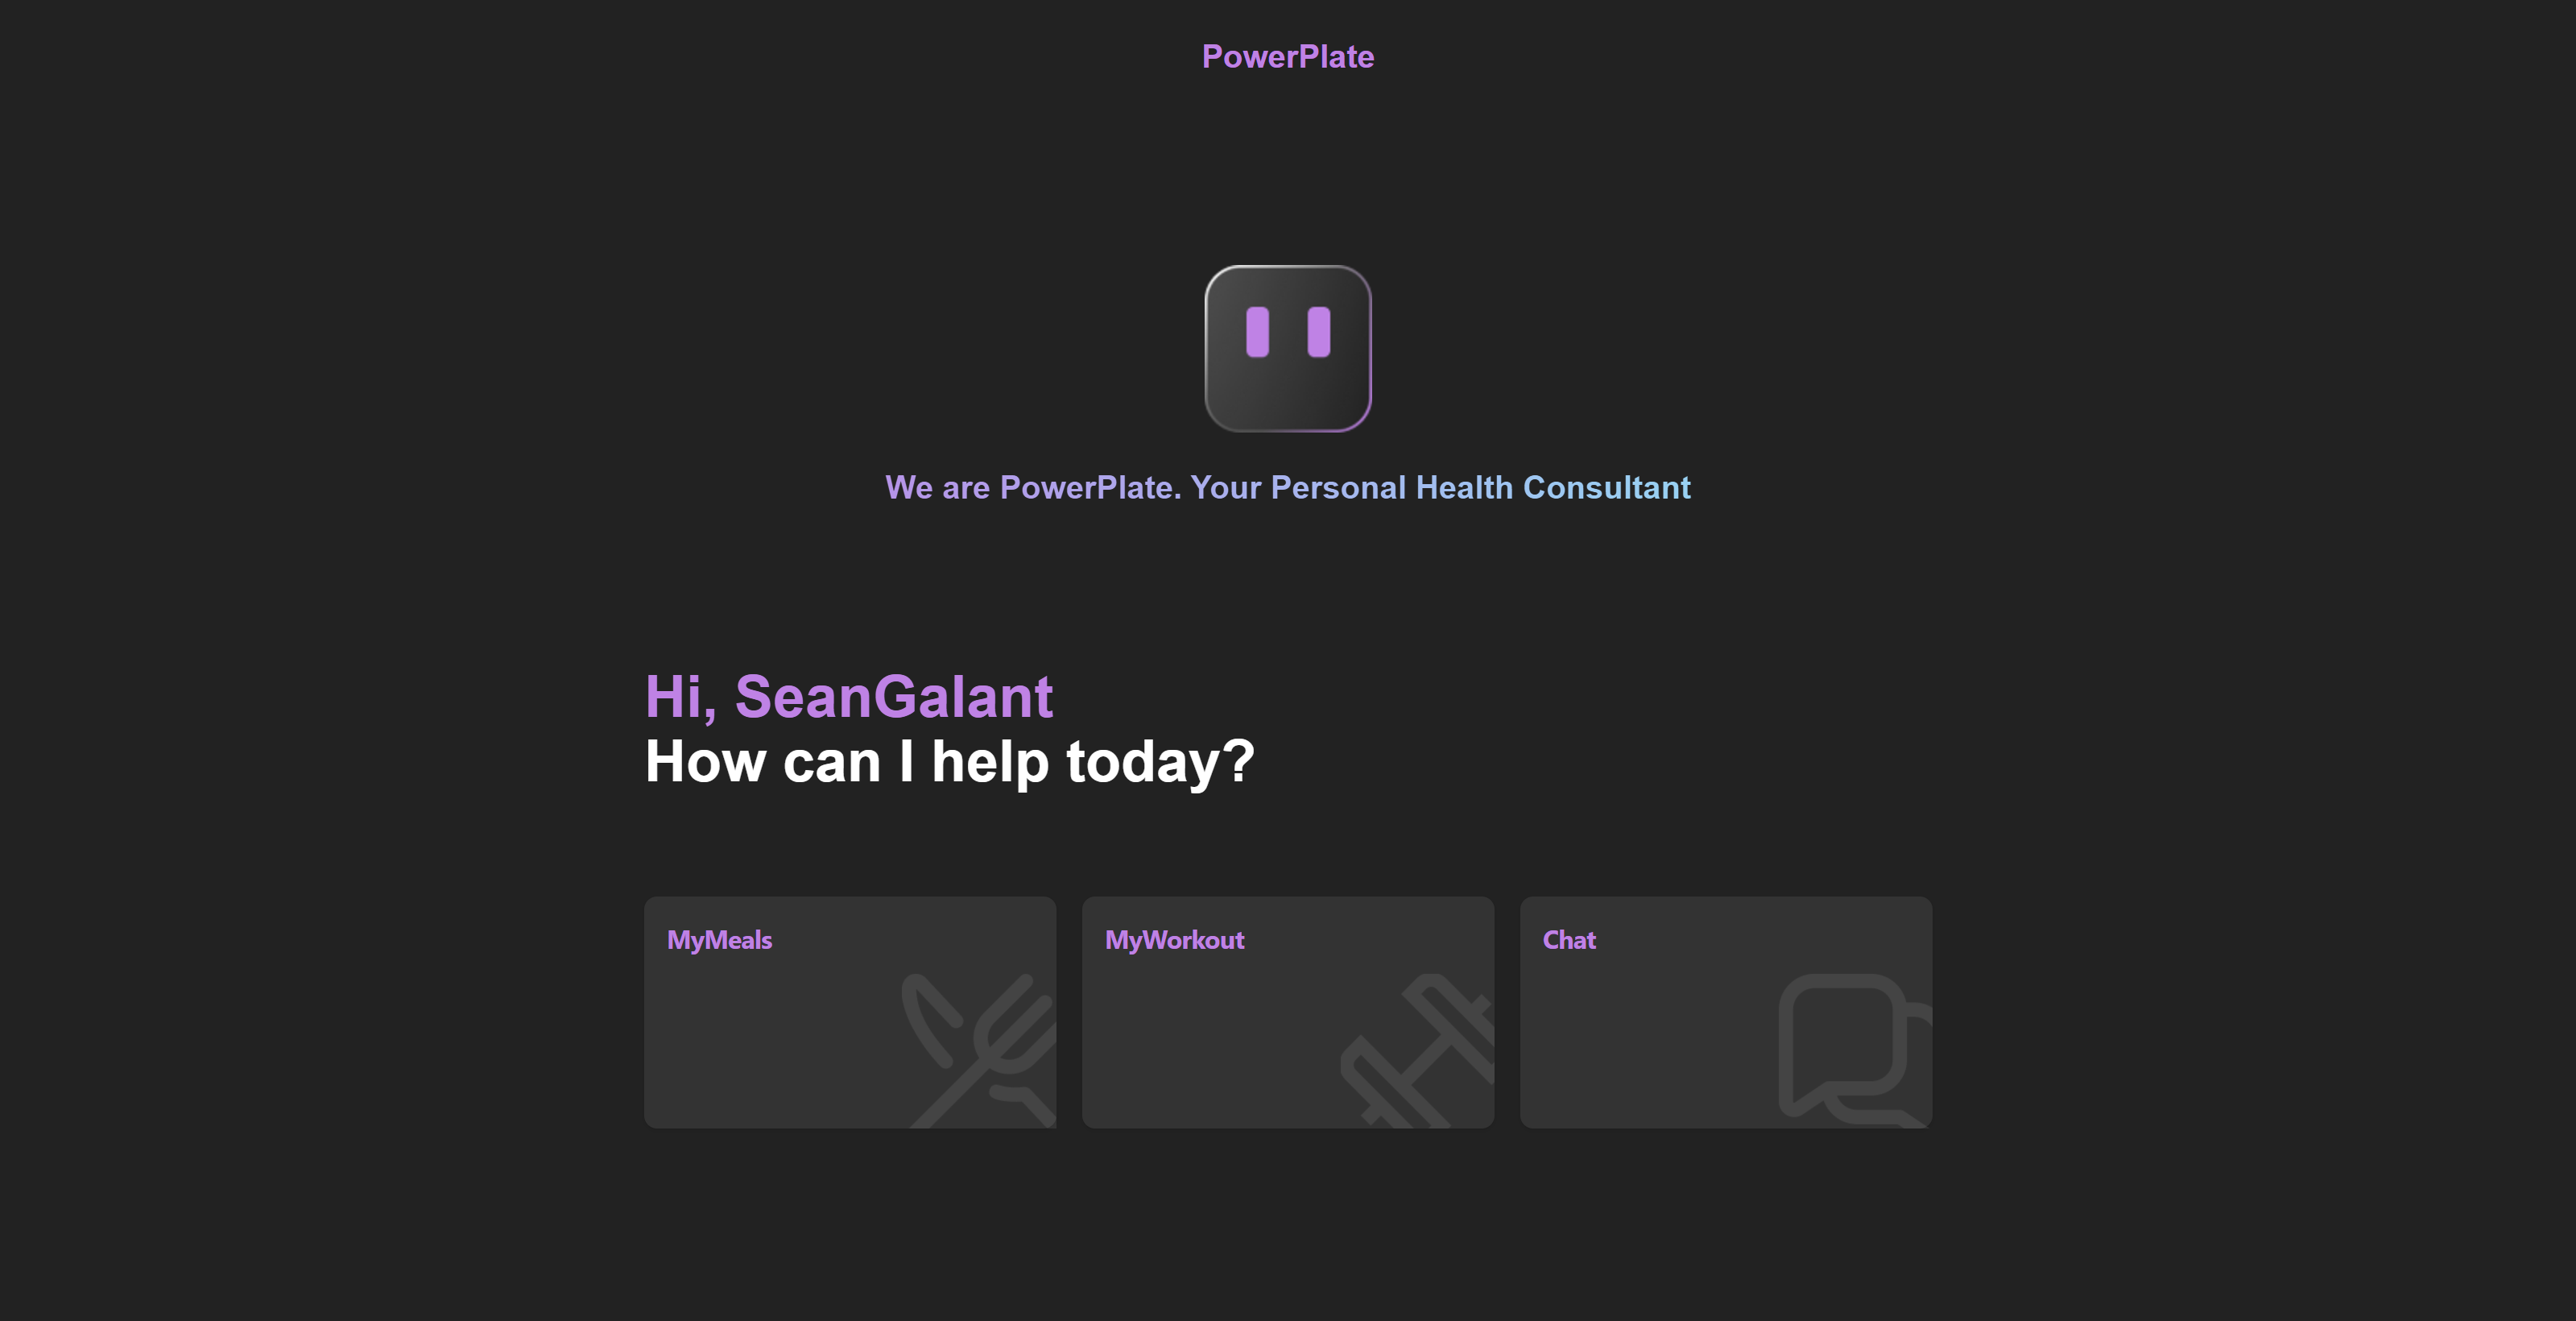 PowerPlate
We are PowerPlate. Your Personal Health Consultant
Hi, SeanGalant
How can I help today?
MyMeals
MyWorkout
Chat